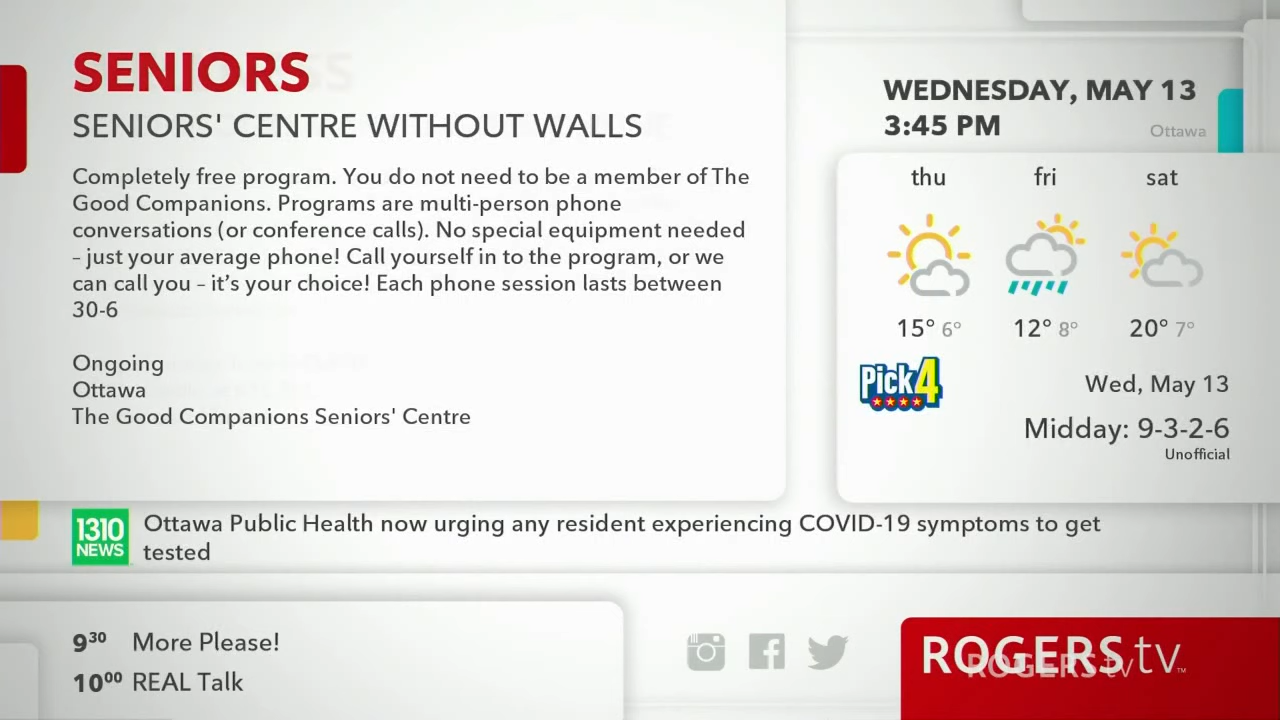 SENIORS
SENIORS' CENTRE WITHOUT WALLS
Completely free program. You do not need to be a member of The
Good Companions. Programs are multi-person phone
conversations (or conference calls). No special equipment needed
– just your average phone! Call yourself in to the program, or we
can call you – it's your choice! Each phone session lasts between
30-6
Ongoing
Ottawa
The Good Companions Seniors' Centre
WEDNESDAY, MAY 13
3:45 PM
Ottawa
thu fri sat
15° 6° 12° 8° 20° 7°
Pick4
Wed, May 13
Midday: 9-3-2-6
Unofficial
1310
NEWS
Ottawa Public Health now urging any resident experiencing COVID-19 symptoms to get
tested
9³⁰ More Please!
10⁰⁰ REAL Talk
ROGERS tv™
ROGERS tv